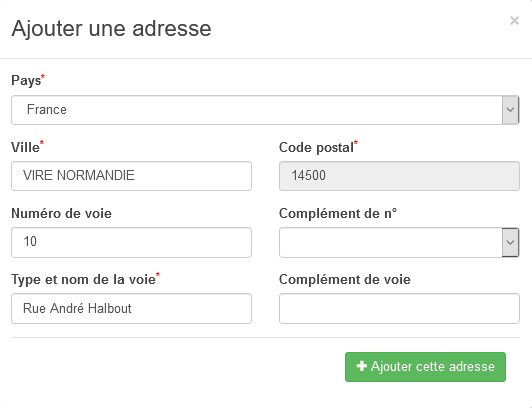 Ajouter une adresse ×
Pays*
France
Ville* Code postal*
VIRE NORMANDIE 14500
Numéro de voie Complément de n°
10
Type et nom de la voie* Complément de voie
Rue André Halbout
Ajouter cette adresse